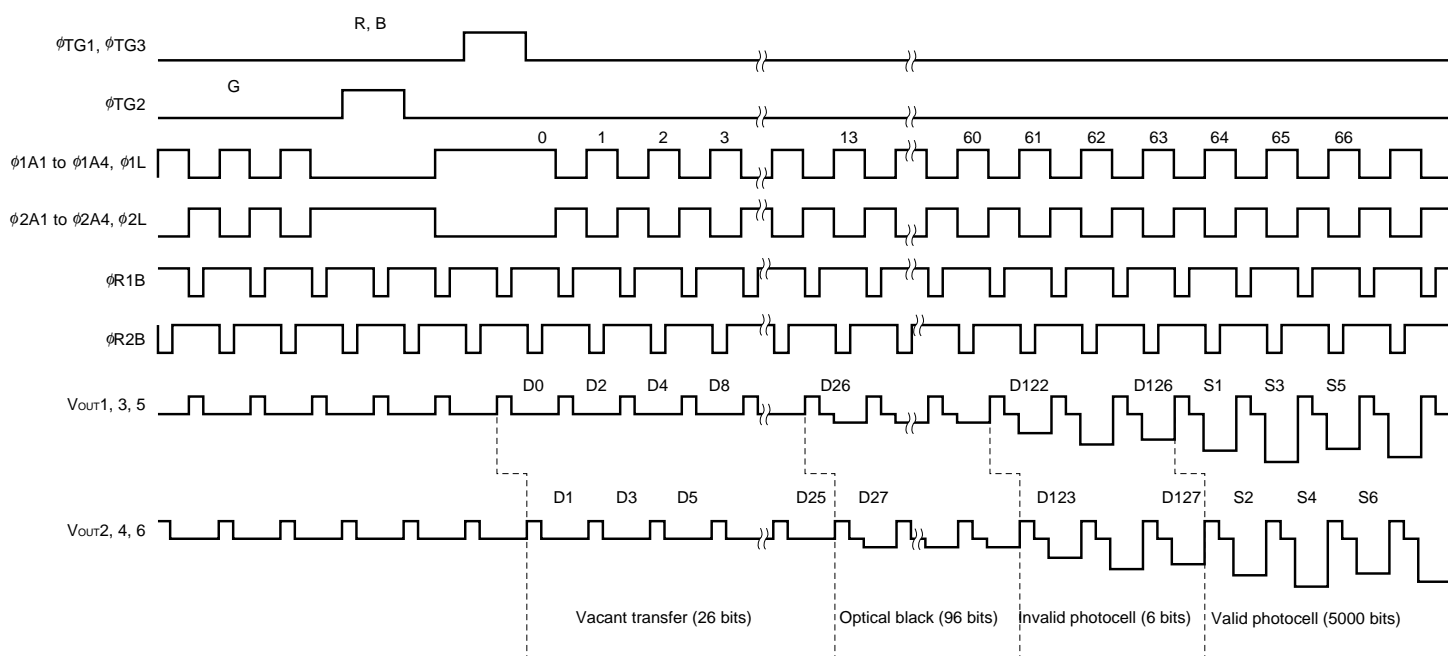 R, B
ϕTG1, ϕTG3
G
ϕTG2
0 1 2 3 13 60 61 62 63 64 65 66
ϕ1A1 to ϕ1A4, ϕ1L
ϕ2A1 to ϕ2A4, ϕ2L
ϕR1B
ϕR2B
D0 D2 D4 D8 D26 D122 D126 S1 S3 S5
VOUT1, 3, 5
D1 D3 D5 D25 D27 D123 D127 S2 S4 S6
VOUT2, 4, 6
Vacant transfer (26 bits) Optical black (96 bits) Invalid photocell (6 bits) Valid photocell (5000 bits)